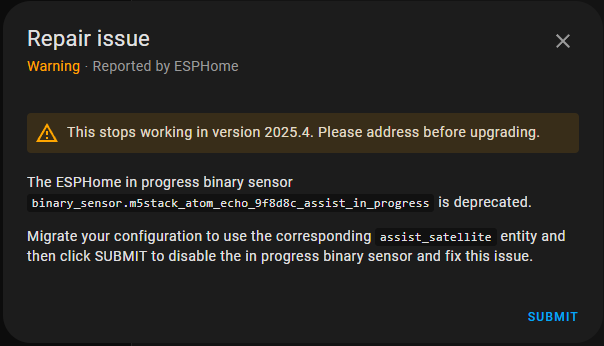 Repair issue
Warning · Reported by ESPHome
This stops working in version 2025.4. Please address before upgrading.
The ESPHome in progress binary sensor
binary_sensor.m5stack_atom_echo_9f8d8c_assist_in_progress is deprecated.
Migrate your configuration to use the corresponding assist_satellite entity and
then click SUBMIT to disable the in progress binary sensor and fix this issue.
SUBMIT